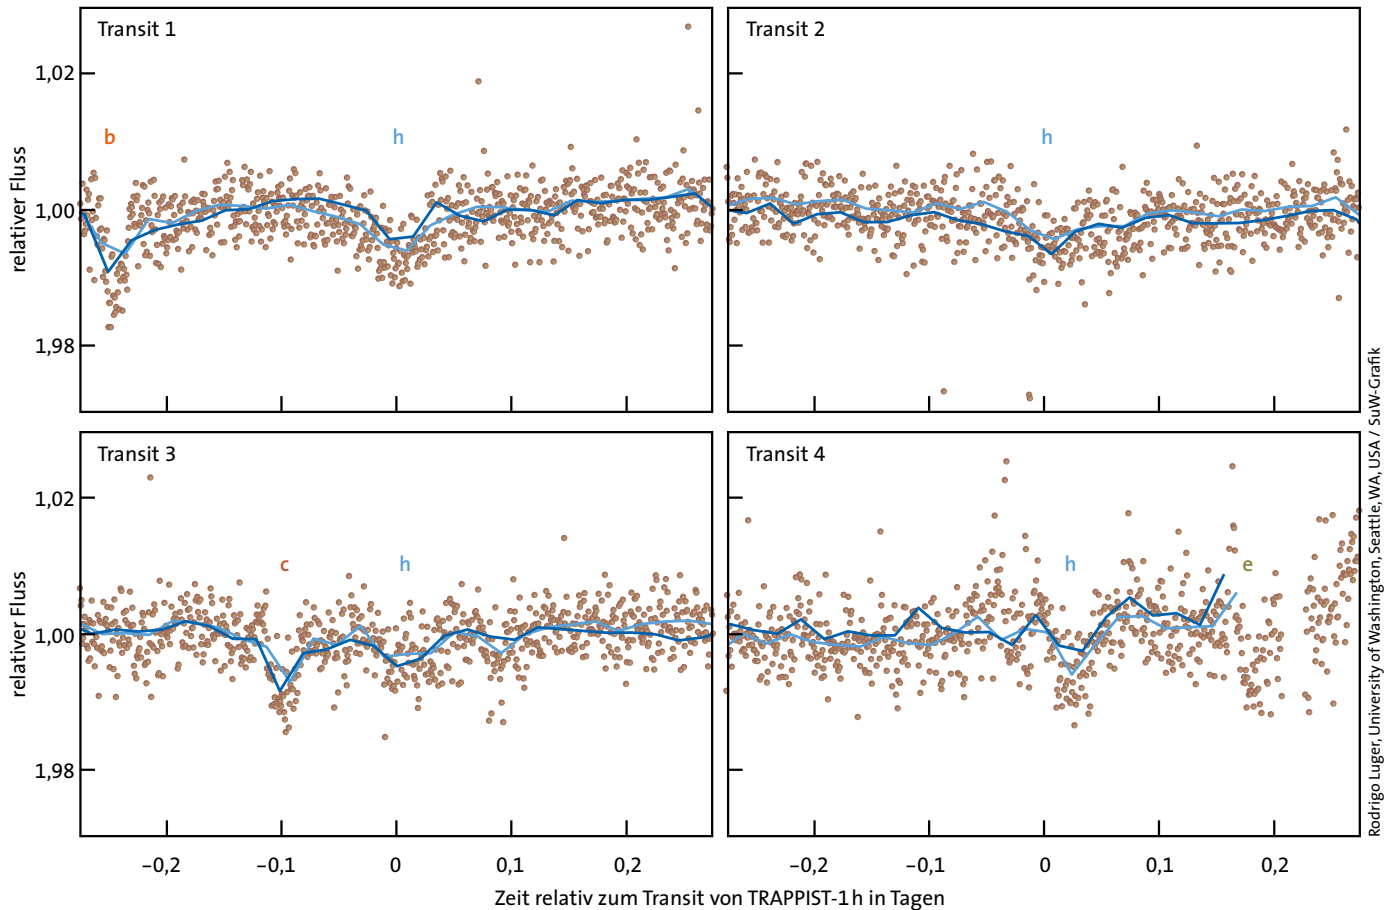 Transit 1
Transit 2
1,02
b
h
h
relativer Fluss
1,00
1,98
Transit 3
Transit 4
1,02
c
h
h
e
relativer Fluss
1,00
1,98
−0,2 −0,1 0 0,1 0,2
−0,2 −0,1 0 0,1 0,2
Zeit relativ zum Transit von TRAPPIST-1 h in Tagen
Rodrigo Luger, University of Washington, Seattle, WA, USA / SuW-Grafik